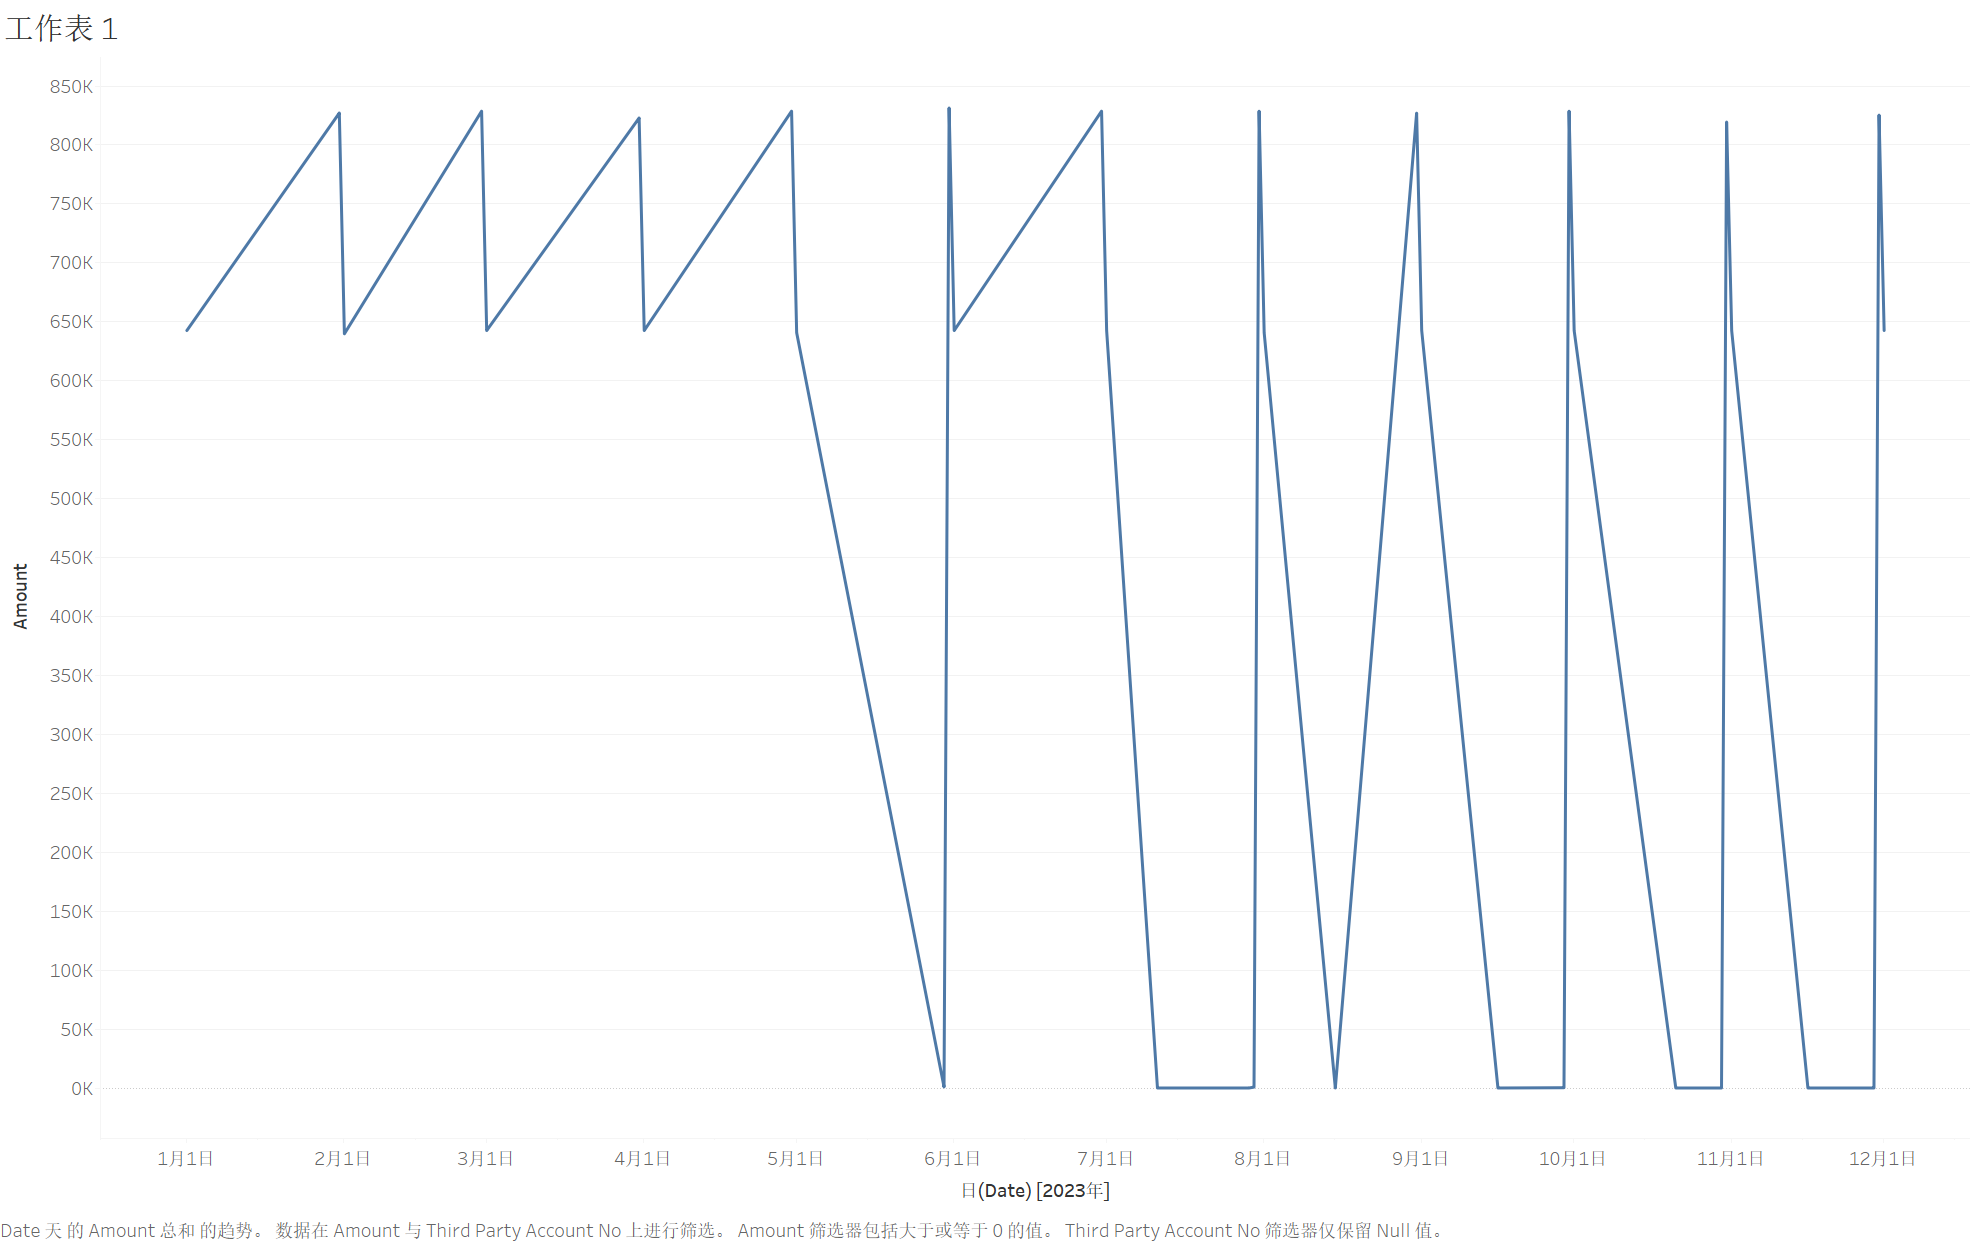 工作表 1
850K
800K
750K
700K
650K
600K
550K
500K
450K
400K
350K
300K
250K
200K
150K
100K
50K
0K
Amount
1月1日 2月1日 3月1日 4月1日 5月1日 6月1日 7月1日 8月1日 9月1日 10月1日 11月1日 12月1日
日(Date) [2023年]
Date 天 的 Amount 总和 的趋势。 数据在 Amount 与 Third Party Account No 上进行筛选。 Amount 筛选器包括大于或等于 0 的值。 Third Party Account No 筛选器仅保留 Null 值。